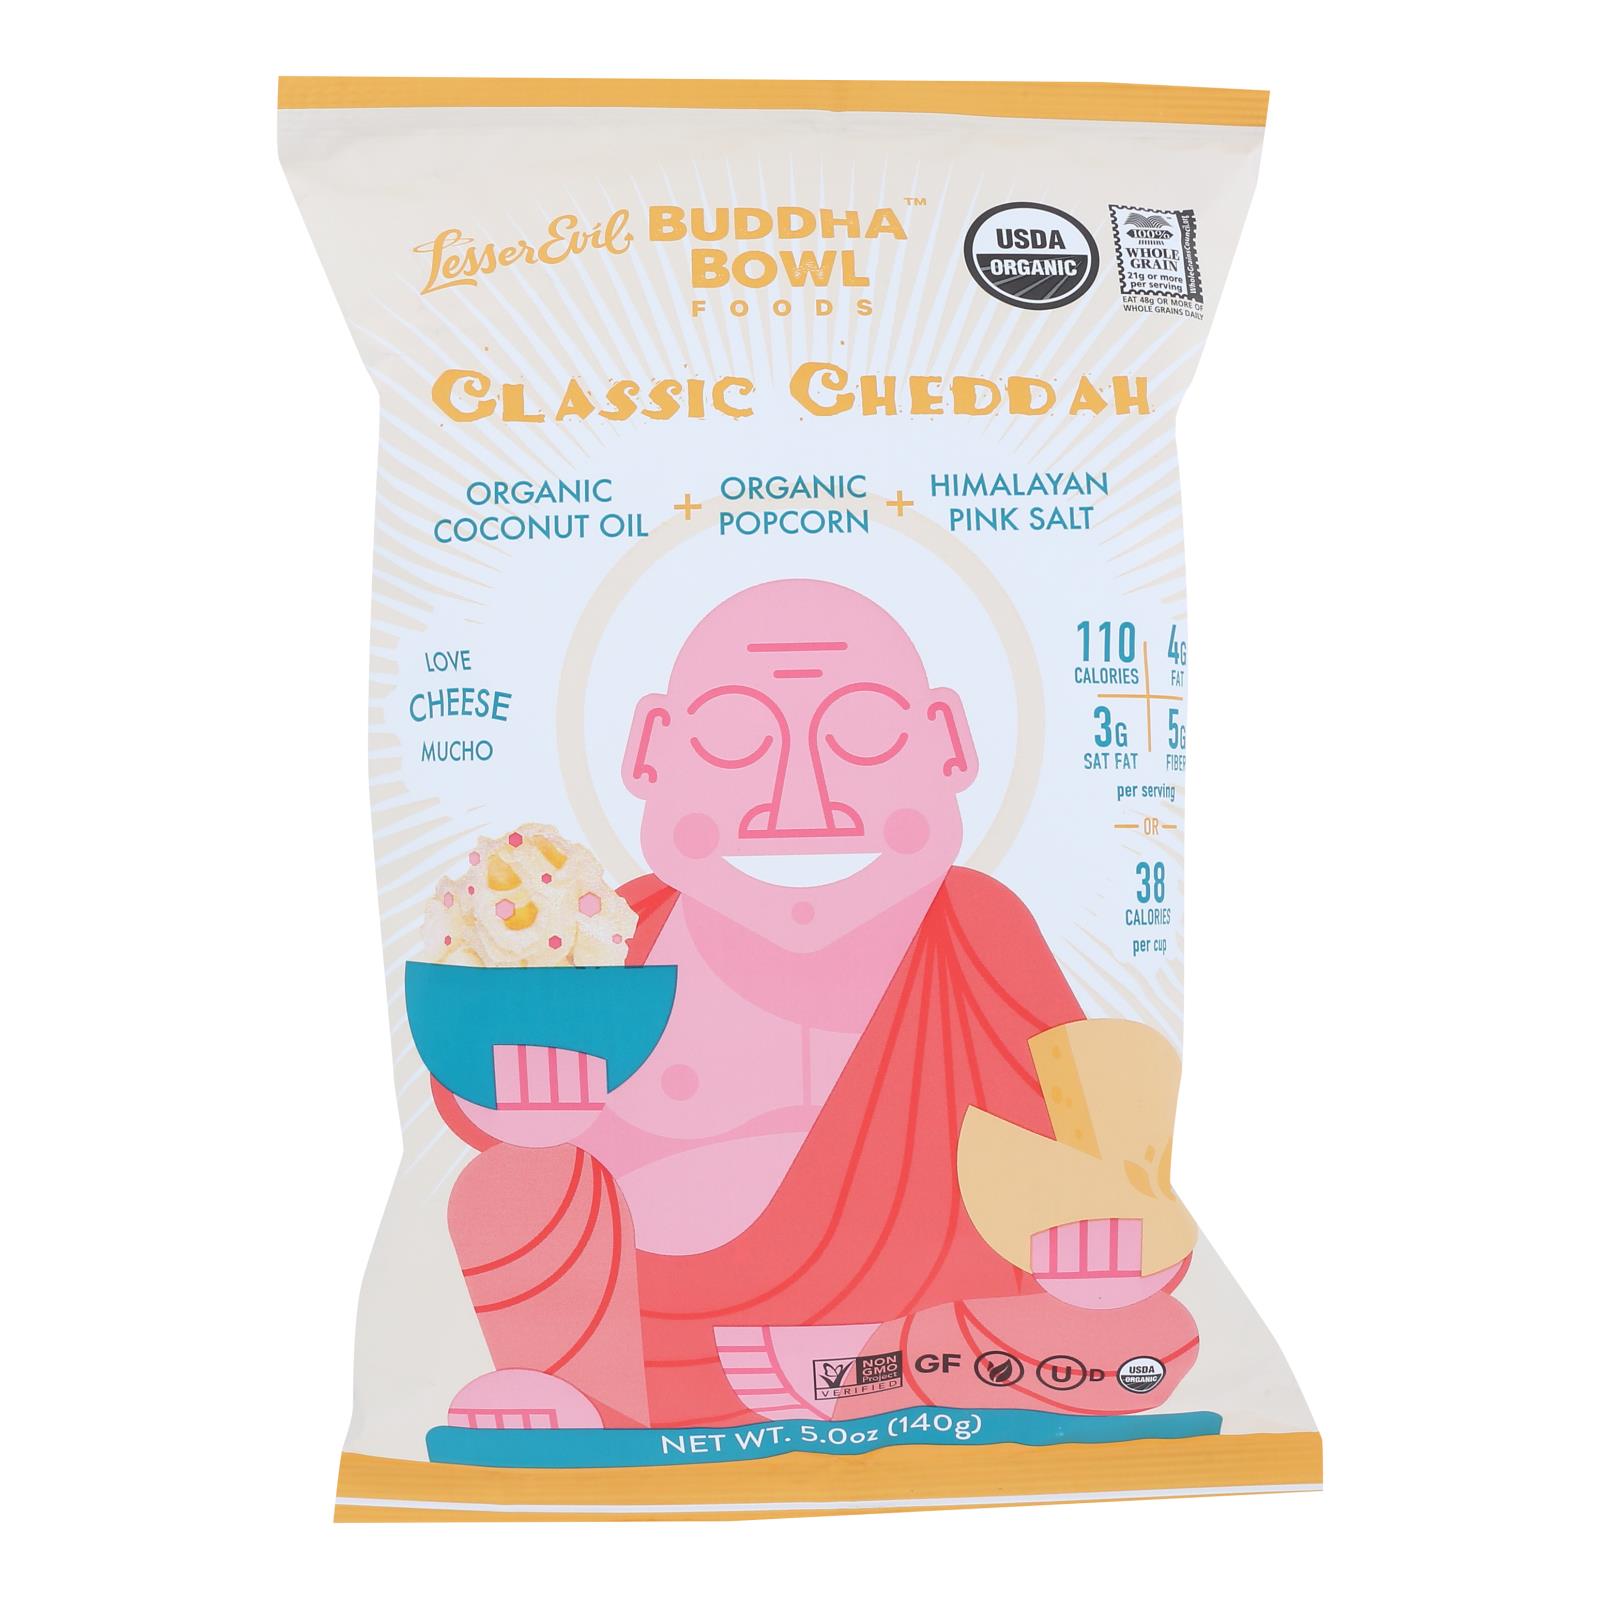 LesserEvil
BUDDHA™
BOWL
FOODS
USDA
ORGANIC
100%
WHOLE
GRAIN
21g or more
per serving
WholeGrainsCouncil.org
EAT 48g OR MORE OF
WHOLE GRAINS DAILY
CLASSIC CHEDDAH
ORGANIC
COCONUT OIL
+
ORGANIC
POPCORN
+
HIMALAYAN
PINK SALT
LOVE
CHEESE
MUCHO
110
CALORIES
4G
FAT
3G
SAT FAT
5G
FIBER
per serving
OR
38
CALORIES
per cup
NON
GMO
Project
VERIFIED
GF
U D
USDA
ORGANIC
NET WT. 5.0oz (140g)